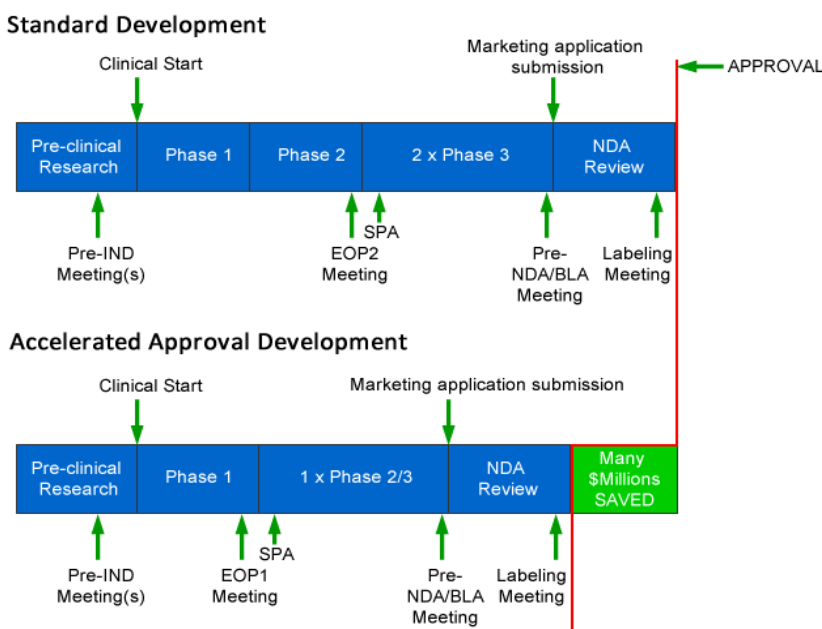 Standard Development
Clinical Start
Marketing application
submission
APPROVAL
Pre-clinical
Research
Phase 1
Phase 2
2 x Phase 3
NDA
Review
Pre-IND
Meeting(s)
EOP2
Meeting
SPA
Pre-
NDA/BLA
Meeting
Labeling
Meeting
Accelerated Approval Development
Clinical Start
Marketing application submission
Pre-clinical
Research
Phase 1
1 x Phase 2/3
NDA
Review
Many
$Millions
SAVED
Pre-IND
Meeting(s)
EOP1
Meeting
SPA
Pre-
NDA/BLA
Meeting
Labeling
Meeting